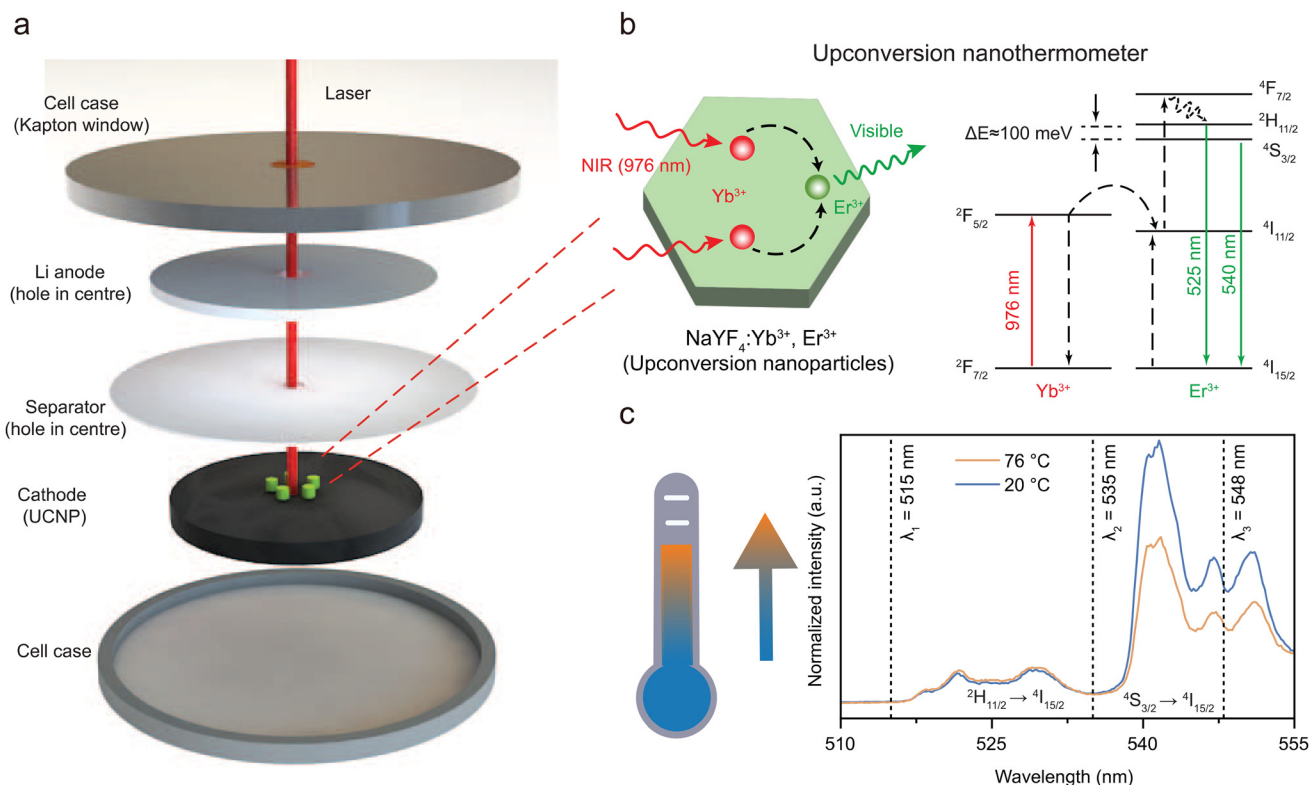 a
Laser
Cell case
(Kapton window)
Li anode
(hole in centre)
Separator
(hole in centre)
Cathode
(UCNP)
Cell case
b
Upconversion nanothermometer
NIR (976 nm)
Yb³⁺
Er³⁺
Visible
NaYF₄:Yb³⁺, Er³⁺
(Upconversion nanoparticles)
ΔE≈100 meV
⁴F₇/₂
²H₁₁/₂
⁴S₃/₂
²F₅/₂
⁴I₁₁/₂
976 nm
525 nm
540 nm
²F₇/₂
⁴I₁₅/₂
Yb³⁺
Er³⁺
c
Normalized intensity (a.u.)
76 °C
20 °C
λ₁ = 515 nm
λ₂ = 535 nm
λ₃ = 548 nm
²H₁₁/₂ → ⁴I₁₅/₂
⁴S₃/₂ → ⁴I₁₅/₂
510
525
540
555
Wavelength (nm)